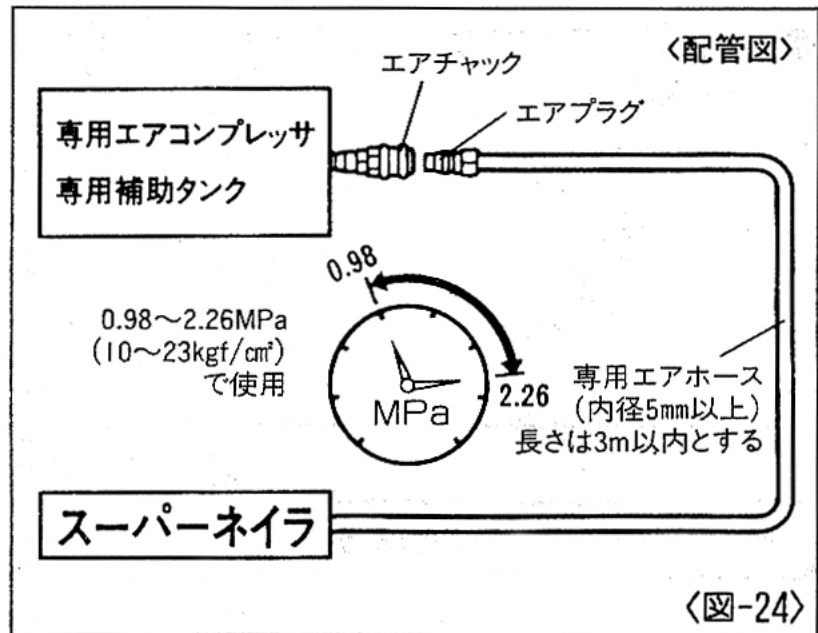 〈配管図〉
エアチャック
エアプラグ
専用エアコンプレッサ
専用補助タンク
0.98
0.98〜2.26MPa
(10〜23kgf/c㎡)
で使用
MPa
2.26
専用エアホース
(内径5mm以上)
長さは3m以内とする
スーパーネイラ
〈図-24〉